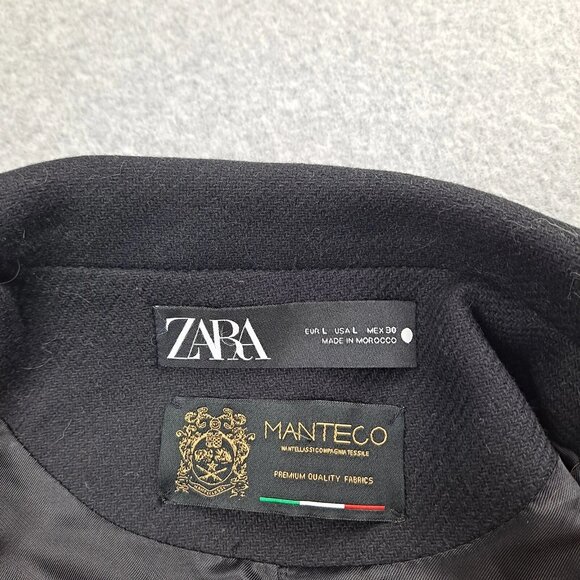 ZARA
EUR L USA L MEX 30
MADE IN MOROCCO
MANTECO
MANTELLASSI COMPAGNIA TESSILE
PREMIUM QUALITY FABRICS